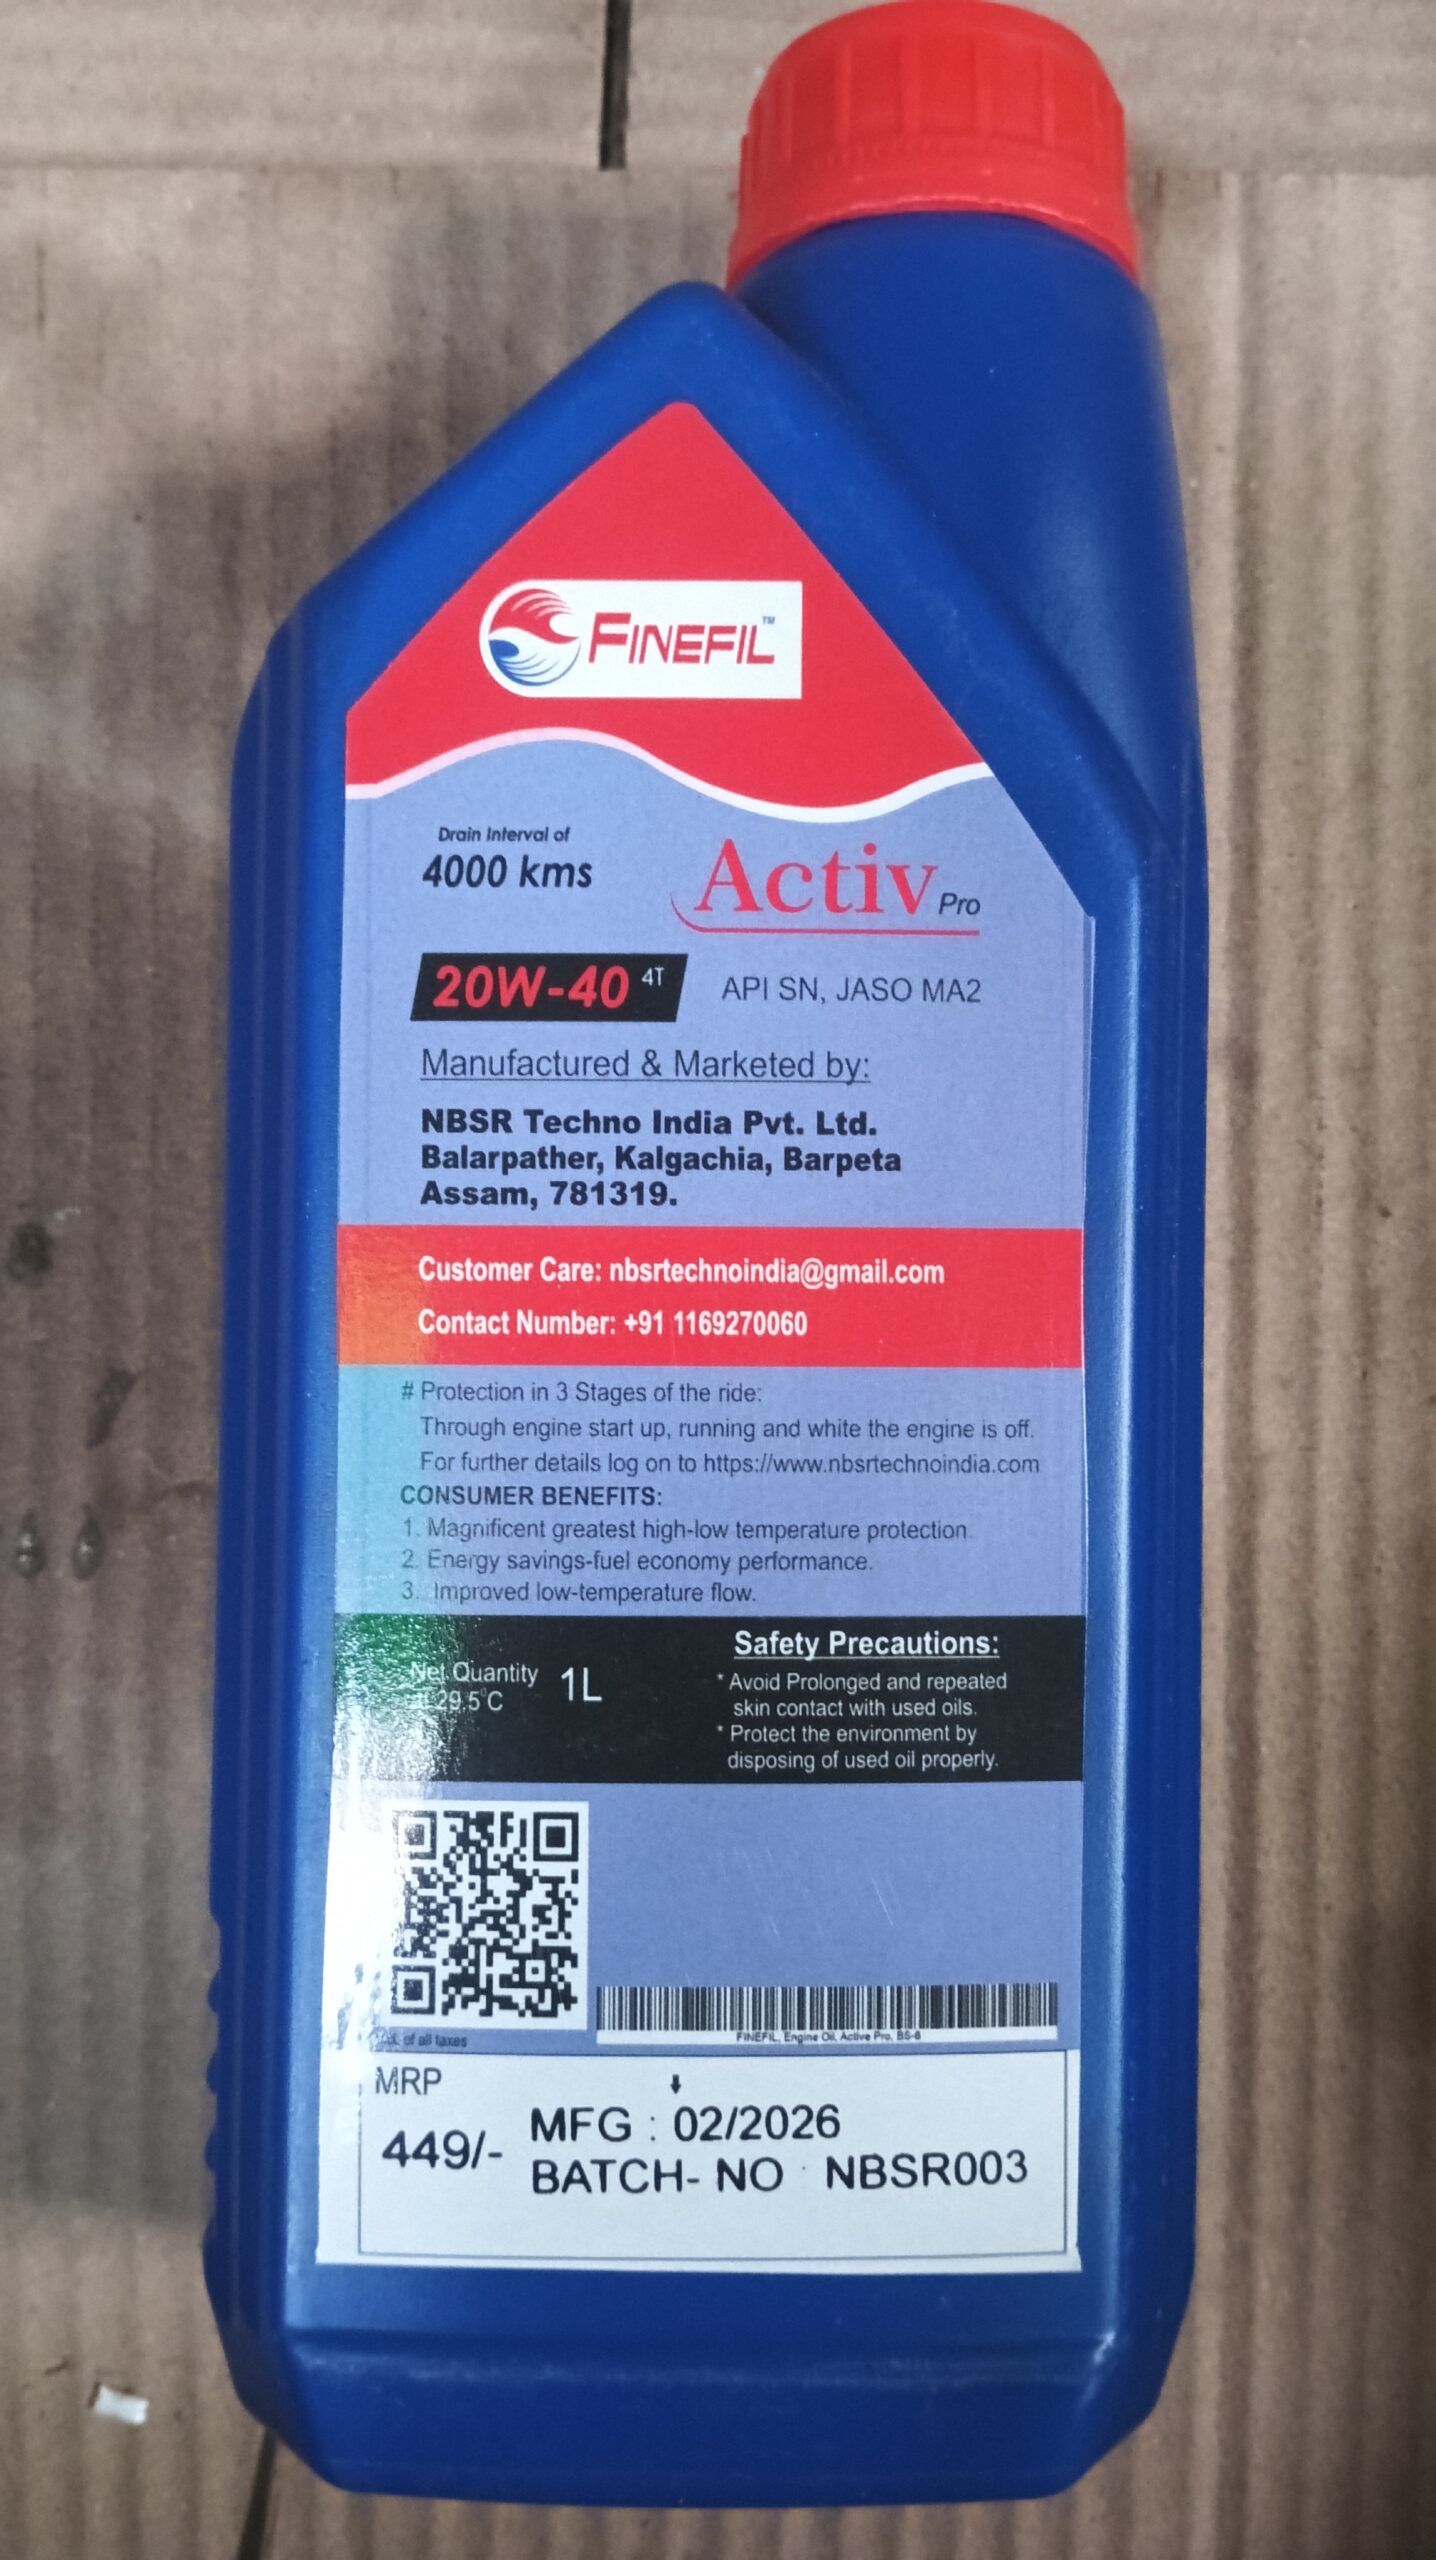 FINEFIL™
Drain Interval of
4000 kms
Activ Pro
20W-40 4T
API SN, JASO MA2
Manufactured & Marketed by:
NBSR Techno India Pvt. Ltd.
Balarpather, Kalgachia, Barpeta
Assam, 781319.
Customer Care: nbsrtechnoindia@gmail.com
Contact Number: +91 1169270060
# Protection in 3 Stages of the ride:
Through engine start up, running and white the engine is off.
For further details log on to https://www.nbsrtechnoindia.com
CONSUMER BENEFITS:
1. Magnificent greatest high-low temperature protection.
2. Energy savings-fuel economy performance.
3. Improved low-temperature flow.
Net Quantity
at 29.5°C
1L
Safety Precautions:
* Avoid Prolonged and repeated
skin contact with used oils.
* Protect the environment by
disposing of used oil properly.
FINEFIL, Engine Oil, Active Pro, BS-6
of all taxes
MRP
449/-
MFG : 02/2026
BATCH- NO : NBSR003